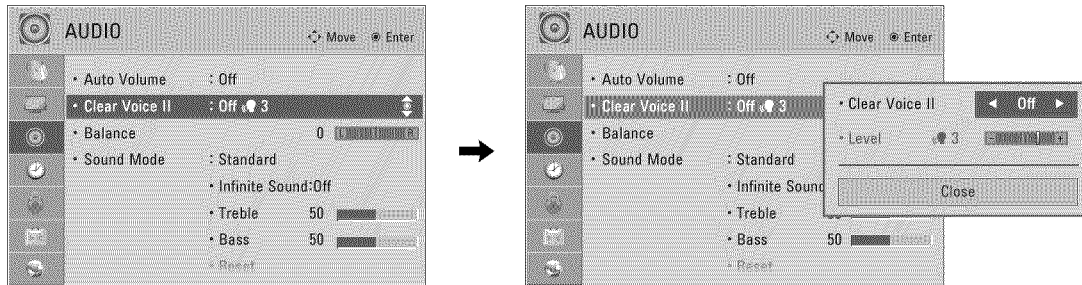 AUDIO
Move Enter
• Auto Volume : Off
• Clear Voice II : Off 3
• Balance 0 L R
• Sound Mode : Standard
• Infinite Sound:Off
• Treble 50
• Bass 50
• Reset
AUDIO
Move Enter
• Auto Volume : Off
• Clear Voice II : Off 3
• Balance
• Sound Mode : Standard
• Infinite Sound
• Treble
• Bass 50
• Reset
• Clear Voice II ◄ Off ►
• Level 3 - +
Close